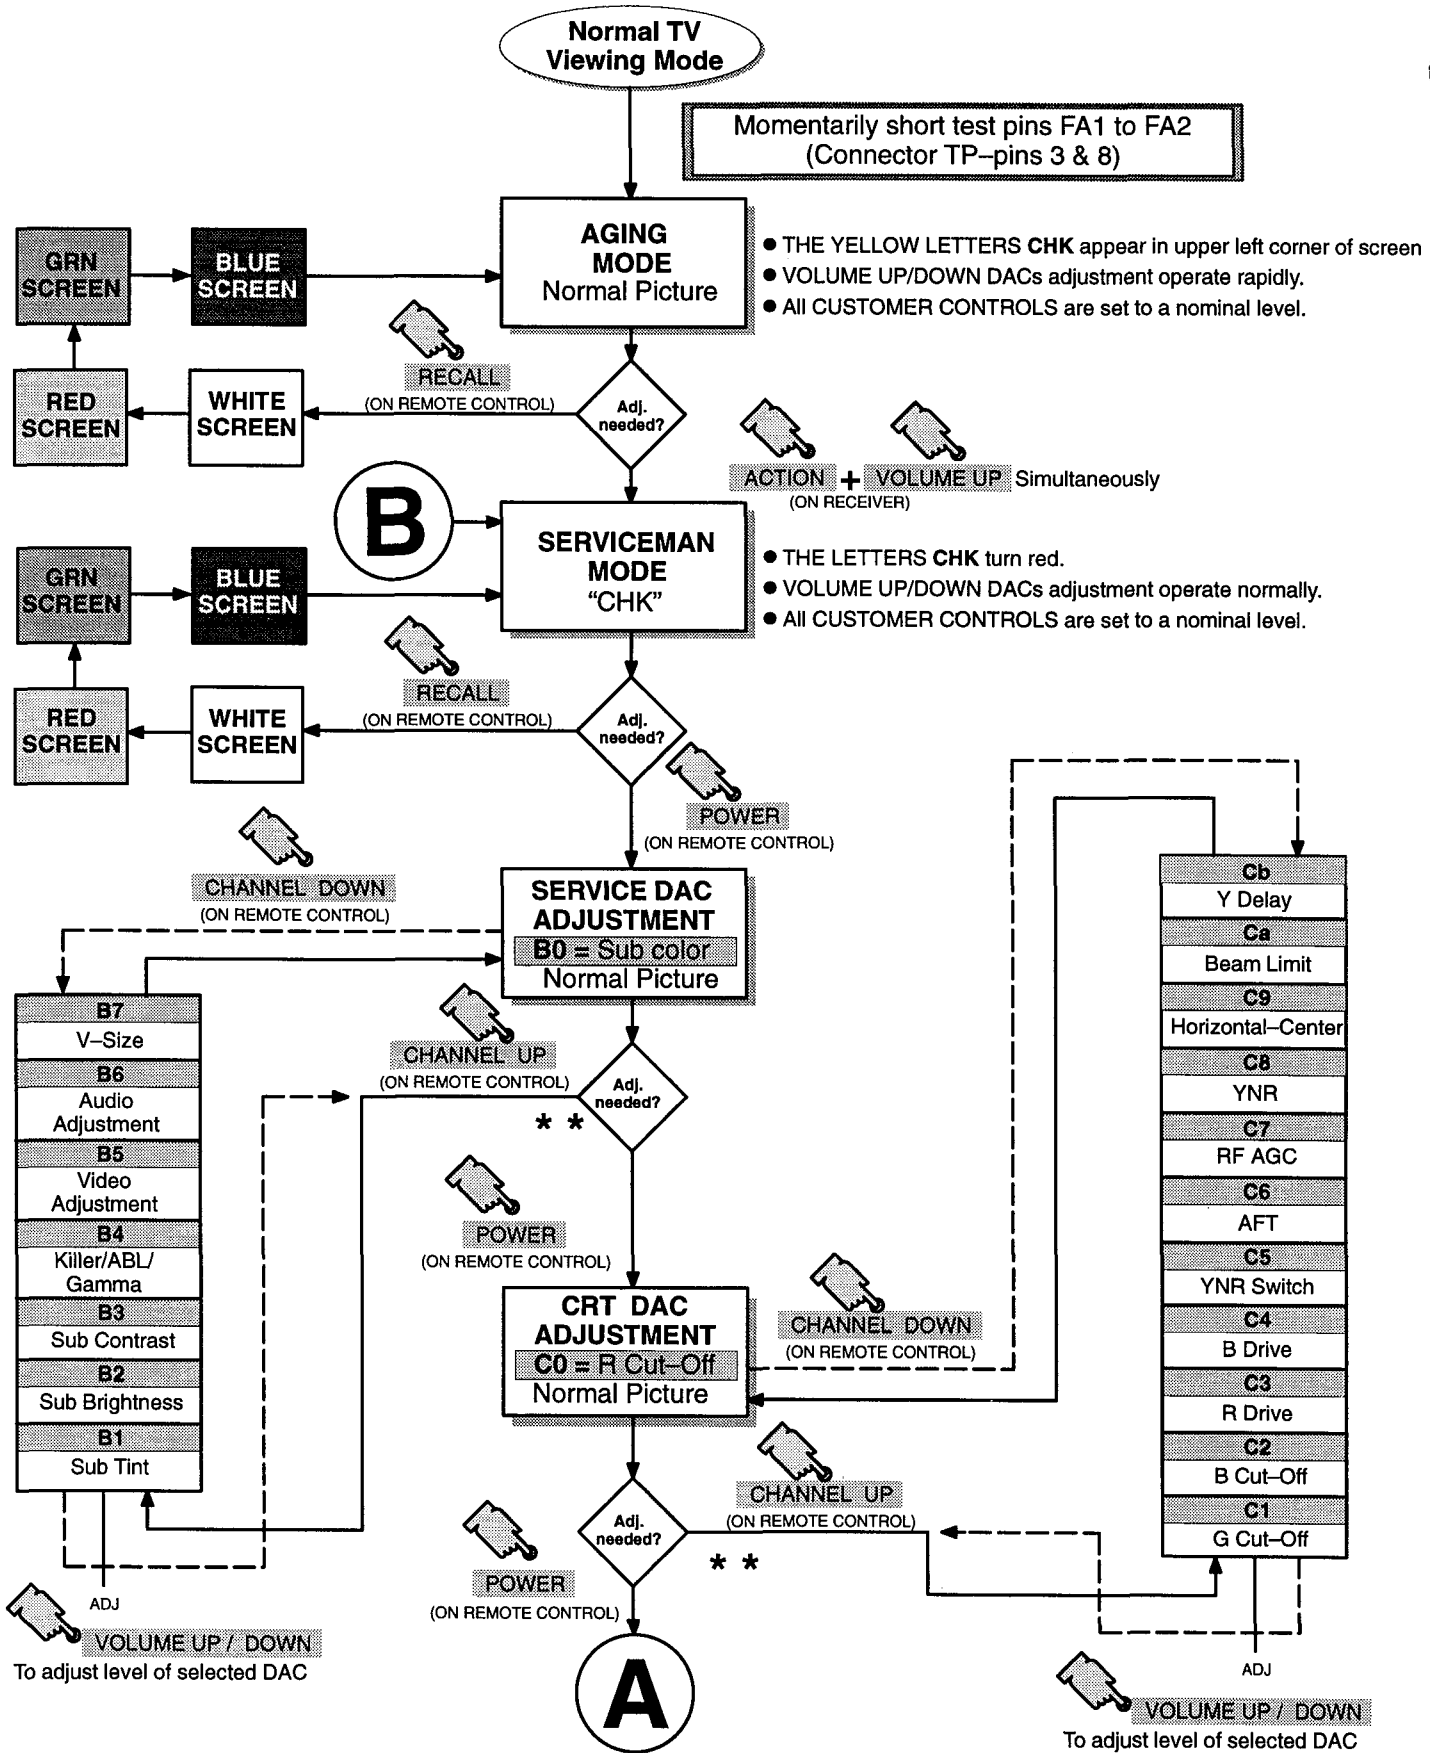 Normal TV
Viewing Mode
Momentarily short test pins FA1 to FA2
(Connector TP–pins 3 & 8)
GRN
SCREEN
BLUE
SCREEN
AGING
MODE
Normal Picture
● THE YELLOW LETTERS CHK appear in upper left corner of screen
● VOLUME UP/DOWN DACs adjustment operate rapidly.
● All CUSTOMER CONTROLS are set to a nominal level.
RED
SCREEN
WHITE
SCREEN
RECALL
(ON REMOTE CONTROL)
Adj.
needed?
ACTION + VOLUME UP Simultaneously
(ON RECEIVER)
B
GRN
SCREEN
BLUE
SCREEN
SERVICEMAN
MODE
“CHK”
● THE LETTERS CHK turn red.
● VOLUME UP/DOWN DACs adjustment operate normally.
● All CUSTOMER CONTROLS are set to a nominal level.
RED
SCREEN
WHITE
SCREEN
RECALL
(ON REMOTE CONTROL)
Adj.
needed?
POWER
(ON REMOTE CONTROL)
CHANNEL DOWN
(ON REMOTE CONTROL)
SERVICE DAC
ADJUSTMENT
B0 = Sub color
Normal Picture
B7
V–Size
B6
Audio
Adjustment
B5
Video
Adjustment
B4
Killer/ABL/
Gamma
B3
Sub Contrast
B2
Sub Brightness
B1
Sub Tint
ADJ
VOLUME UP / DOWN
To adjust level of selected DAC
CHANNEL UP
(ON REMOTE CONTROL)
Adj.
needed?
* *
POWER
(ON REMOTE CONTROL)
CRT DAC
ADJUSTMENT
C0 = R Cut–Off
Normal Picture
CHANNEL DOWN
(ON REMOTE CONTROL)
Adj.
needed?
CHANNEL UP
(ON REMOTE CONTROL)
* *
POWER
(ON REMOTE CONTROL)
A
Cb
Y Delay
Ca
Beam Limit
C9
Horizontal–Center
C8
YNR
C7
RF AGC
C6
AFT
C5
YNR Switch
C4
B Drive
C3
R Drive
C2
B Cut–Off
C1
G Cut–Off
ADJ
VOLUME UP / DOWN
To adjust level of selected DAC